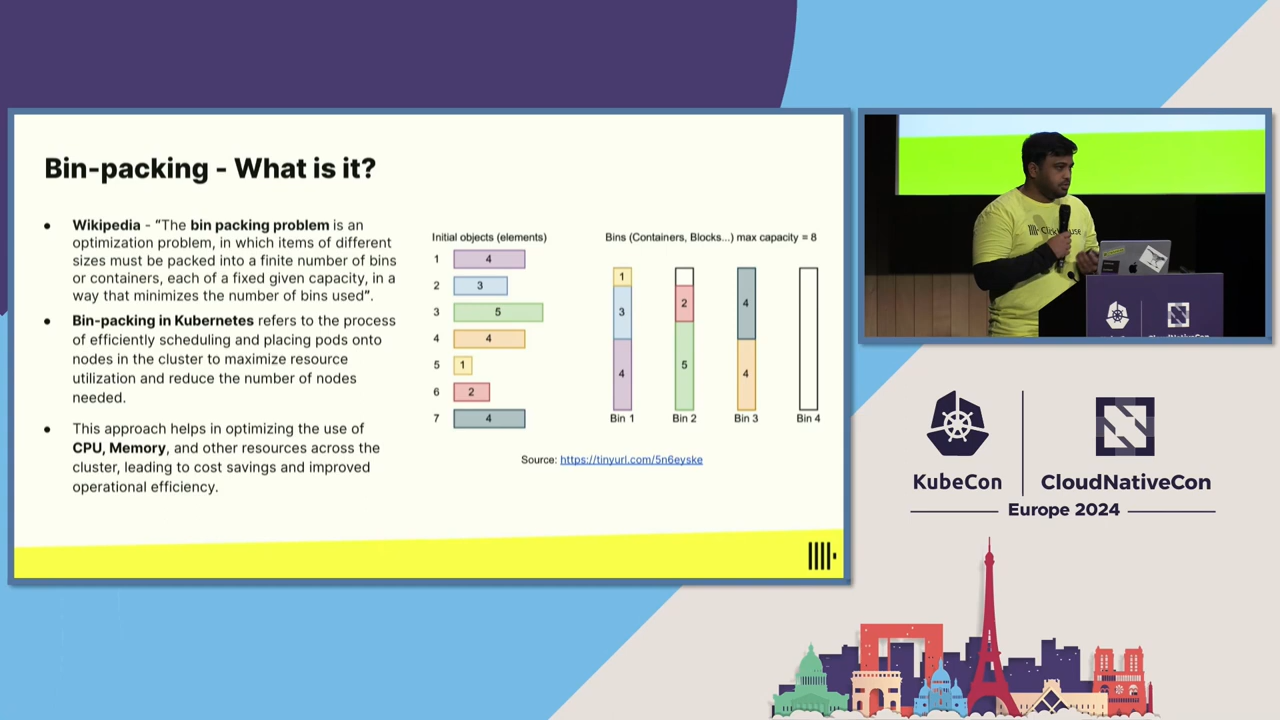 Bin-packing - What is it?
● Wikipedia - “The bin packing problem is an
optimization problem, in which items of different
sizes must be packed into a finite number of bins
or containers, each of a fixed given capacity, in a
way that minimizes the number of bins used”.
● Bin-packing in Kubernetes refers to the process
of efficiently scheduling and placing pods onto
nodes in the cluster to maximize resource
utilization and reduce the number of nodes
needed.
● This approach helps in optimizing the use of
CPU, Memory, and other resources across the
cluster, leading to cost savings and improved
operational efficiency.
Initial objects (elements)
1 4
2 3
3 5
4 4
5 1
6 2
7 4
Bins (Containers, Blocks...) max capacity = 8
1
3
4
Bin 1
2
5
Bin 2
4
4
Bin 3
Bin 4
Source: https://tinyurl.com/5n6eyske
KubeCon
CloudNativeCon
KubeCon
CloudNativeCon
Europe 2024